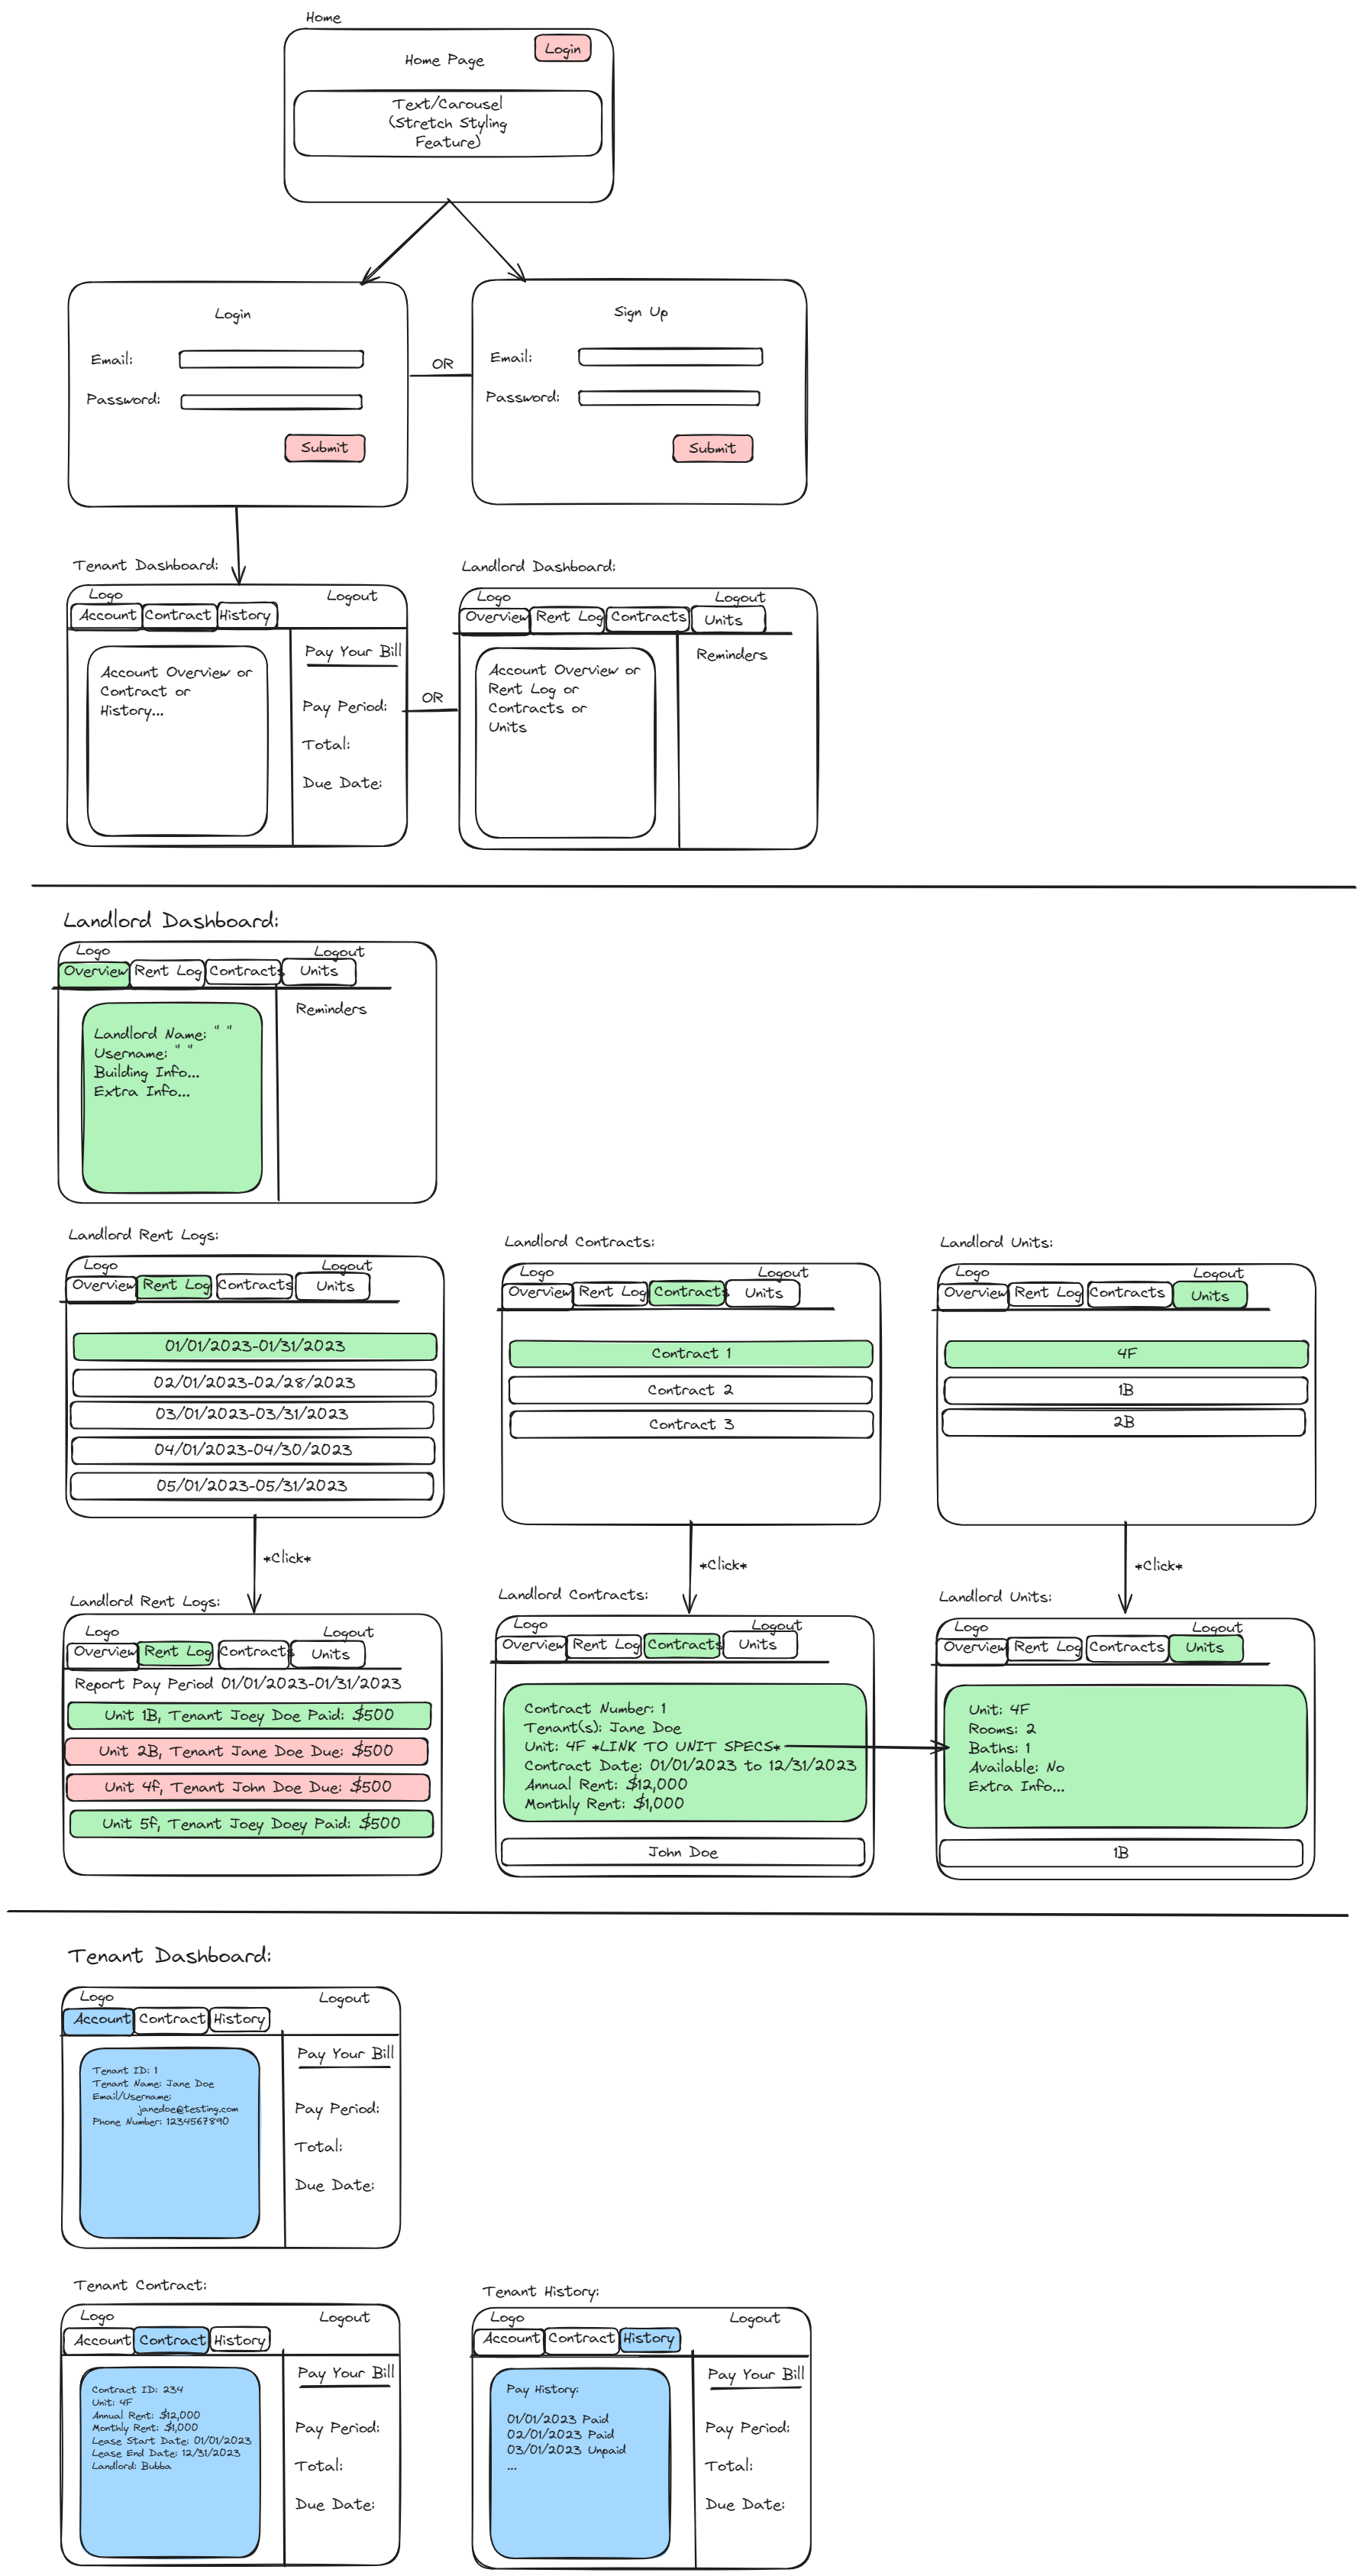 Home
Login
Home Page
Text/Carousel
(Stretch Styling
Feature)
Login
Email:
Password:
Submit
OR
Sign Up
Email:
Password:
Submit
Tenant Dashboard:
Logo
Logout
Account
Contract
History
Account Overview or
Contract or
History...
Pay Your Bill
Pay Period:
Total:
Due Date:
OR
Landlord Dashboard:
Logo
Logout
Overview
Rent Log
Contracts
Units
Account Overview or
Rent Log or
Contracts or
Units
Reminders
Landlord Dashboard:
Logo
Logout
Overview
Rent Log
Contracts
Units
Landlord Name: " "
Username: " "
Building Info...
Extra Info...
Reminders
Landlord Rent Logs:
Logo
Logout
Overview
Rent Log
Contracts
Units
01/01/2023-01/31/2023
02/01/2023-02/28/2023
03/01/2023-03/31/2023
04/01/2023-04/30/2023
05/01/2023-05/31/2023
*Click*
Landlord Contracts:
Logo
Logout
Overview
Rent Log
Contracts
Units
Contract 1
Contract 2
Contract 3
*Click*
Landlord Units:
Logo
Logout
Overview
Rent Log
Contracts
Units
4F
1B
2B
*Click*
Landlord Rent Logs:
Logo
Logout
Overview
Rent Log
Contracts
Units
Report Pay Period 01/01/2023-01/31/2023
Unit 1B, Tenant Joey Doe Paid: $500
Unit 2B, Tenant Jane Doe Due: $500
Unit 4f, Tenant John Doe Due: $500
Unit 5f, Tenant Joey Doey Paid: $500
Landlord Contracts:
Logo
Logout
Overview
Rent Log
Contracts
Units
Contract Number: 1
Tenant(s): Jane Doe
Unit: 4F *LINK TO UNIT SPECS*
Contract Date: 01/01/2023 to 12/31/2023
Annual Rent: $12,000
Monthly Rent: $1,000
John Doe
Landlord Units:
Logo
Logout
Overview
Rent Log
Contracts
Units
Unit: 4F
Rooms: 2
Baths: 1
Available: No
Extra Info...
1B
Tenant Dashboard:
Logo
Logout
Account
Contract
History
Tenant ID: 1
Tenant Name: Jane Doe
Email/Username:
janedoe@testing.com
Phone Number: 1234567890
Pay Your Bill
Pay Period:
Total:
Due Date:
Tenant Contract:
Logo
Logout
Account
Contract
History
Contract ID: 234
Unit: 4F
Annual Rent: $12,000
Monthly Rent: $1,000
Lease Start Date: 01/01/2023
Lease End Date: 12/31/2023
Landlord: Bubba
Pay Your Bill
Pay Period:
Total:
Due Date:
Tenant History:
Logo
Logout
Account
Contract
History
Pay History:
01/01/2023 Paid
02/01/2023 Paid
03/01/2023 Unpaid
...
Pay Your Bill
Pay Period:
Total:
Due Date: